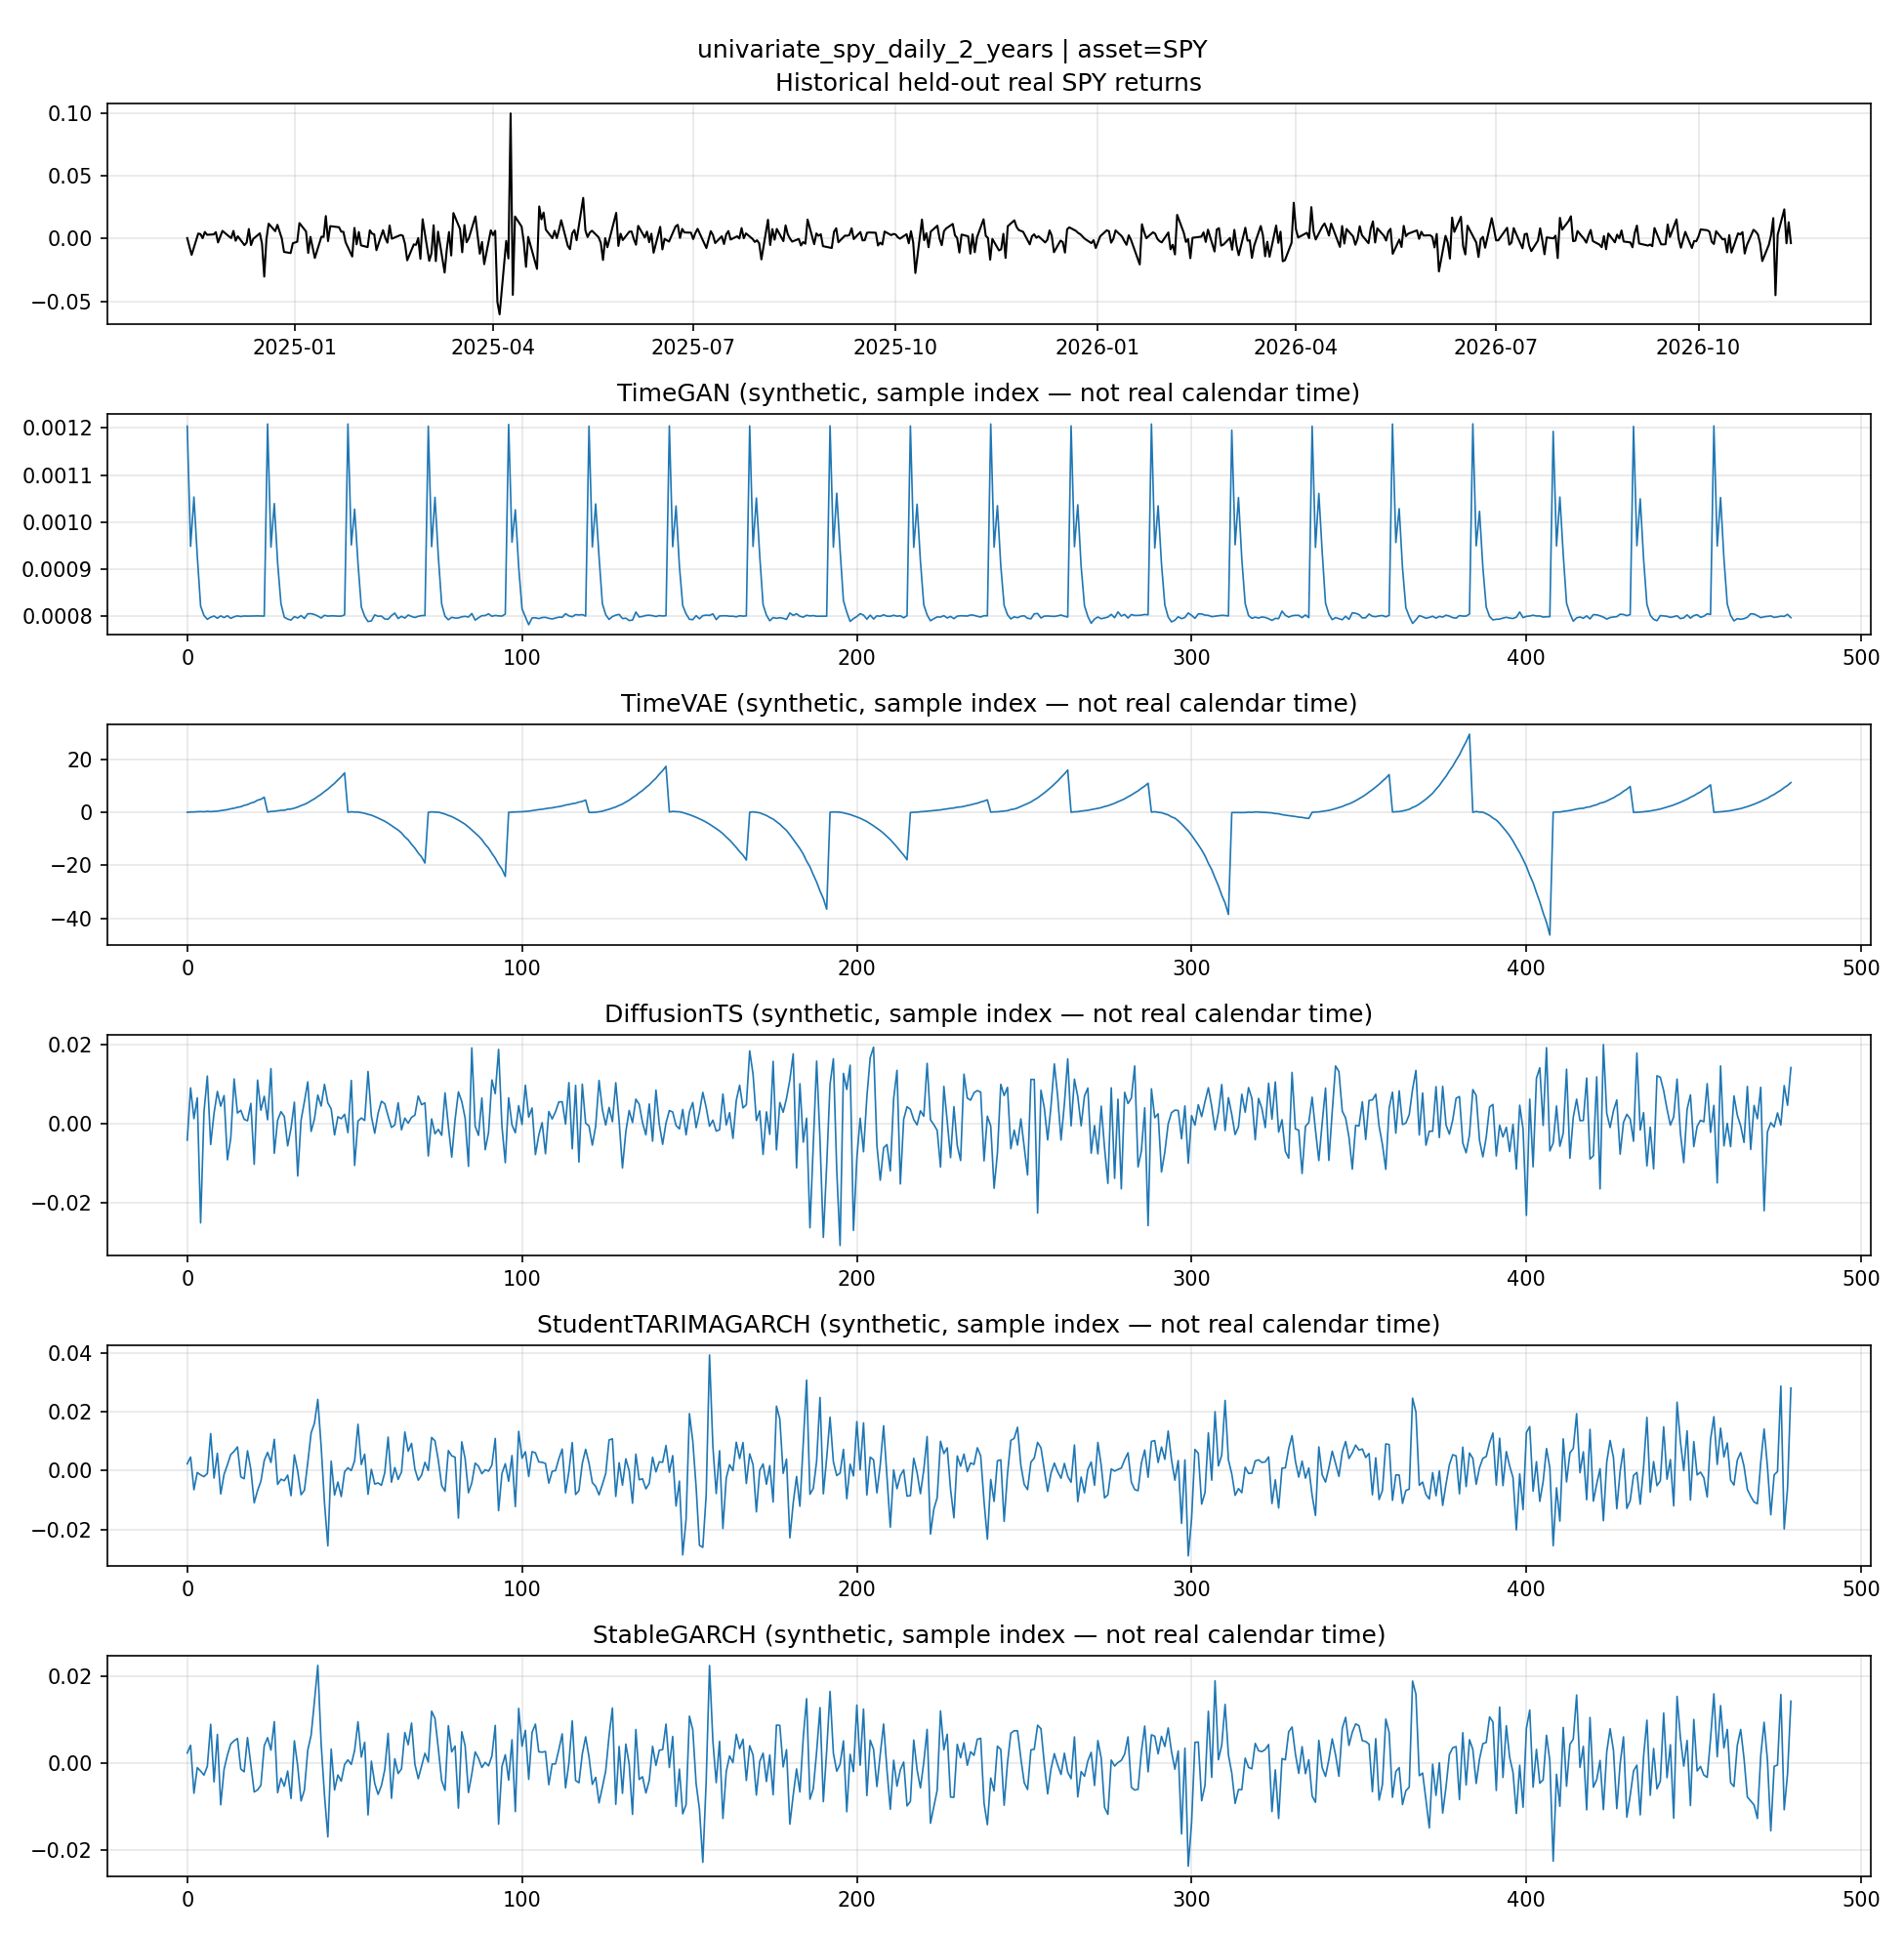 univariate_spy_daily_2_years | asset=SPY
Historical held-out real SPY returns
0.10
0.05
0.00
−0.05
2025-01 2025-04 2025-07 2025-10 2026-01 2026-04 2026-07 2026-10
TimeGAN (synthetic, sample index — not real calendar time)
0.0012
0.0011
0.0010
0.0009
0.0008
0 100 200 300 400 500
TimeVAE (synthetic, sample index — not real calendar time)
20
0
−20
−40
0 100 200 300 400 500
DiffusionTS (synthetic, sample index — not real calendar time)
0.02
0.00
−0.02
0 100 200 300 400 500
StudentTARIMAGARCH (synthetic, sample index — not real calendar time)
0.04
0.02
0.00
−0.02
0 100 200 300 400 500
StableGARCH (synthetic, sample index — not real calendar time)
0.02
0.00
−0.02
0 100 200 300 400 500